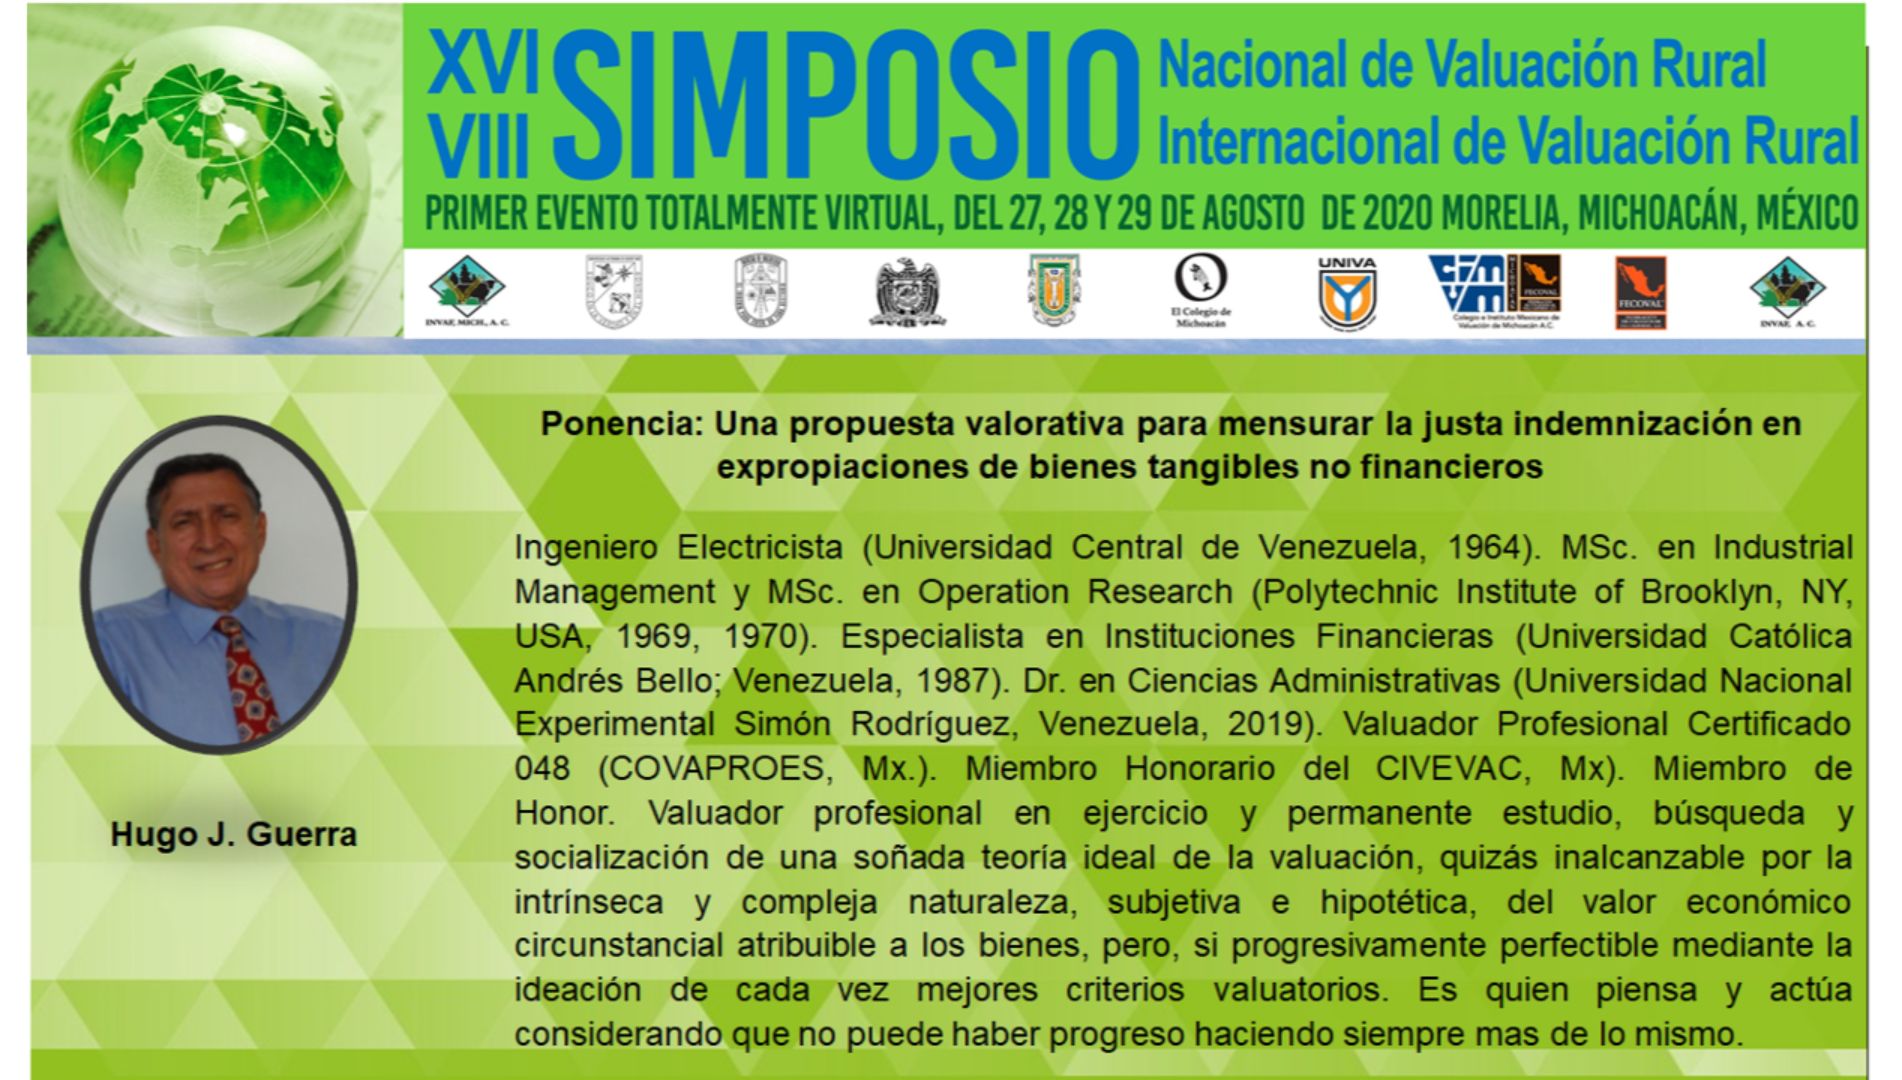 XVI
VIII
SIMPOSIO
Nacional de Valuación Rural
Internacional de Valuación Rural
PRIMER EVENTO TOTALMENTE VIRTUAL, DEL 27, 28 Y 29 DE AGOSTO DE 2020 MORELIA, MICHOACÁN, MÉXICO
INVAF, MICH., A. C.
El Colegio de
Michoacán
UNIVA
FECOVAL
Colegio e Instituto Mexicano de
Valuación de Michoacán A.C.
FECOVAL
INVAF, A. C.
Ponencia: Una propuesta valorativa para mensurar la justa indemnización en
expropiaciones de bienes tangibles no financieros
Ingeniero Electricista (Universidad Central de Venezuela, 1964). MSc. en Industrial
Management y MSc. en Operation Research (Polytechnic Institute of Brooklyn, NY,
USA, 1969, 1970). Especialista en Instituciones Financieras (Universidad Católica
Andrés Bello; Venezuela, 1987). Dr. en Ciencias Administrativas (Universidad Nacional
Experimental Simón Rodríguez, Venezuela, 2019). Valuador Profesional Certificado
048 (COVAPROES, Mx.). Miembro Honorario del CIVEVAC, Mx). Miembro de
Honor. Valuador profesional en ejercicio y permanente estudio, búsqueda y
socialización de una soñada teoría ideal de la valuación, quizás inalcanzable por la
intrínseca y compleja naturaleza, subjetiva e hipotética, del valor económico
circunstancial atribuible a los bienes, pero, si progresivamente perfectible mediante la
ideación de cada vez mejores criterios valuatorios. Es quien piensa y actúa
considerando que no puede haber progreso haciendo siempre mas de lo mismo.
Hugo J. Guerra